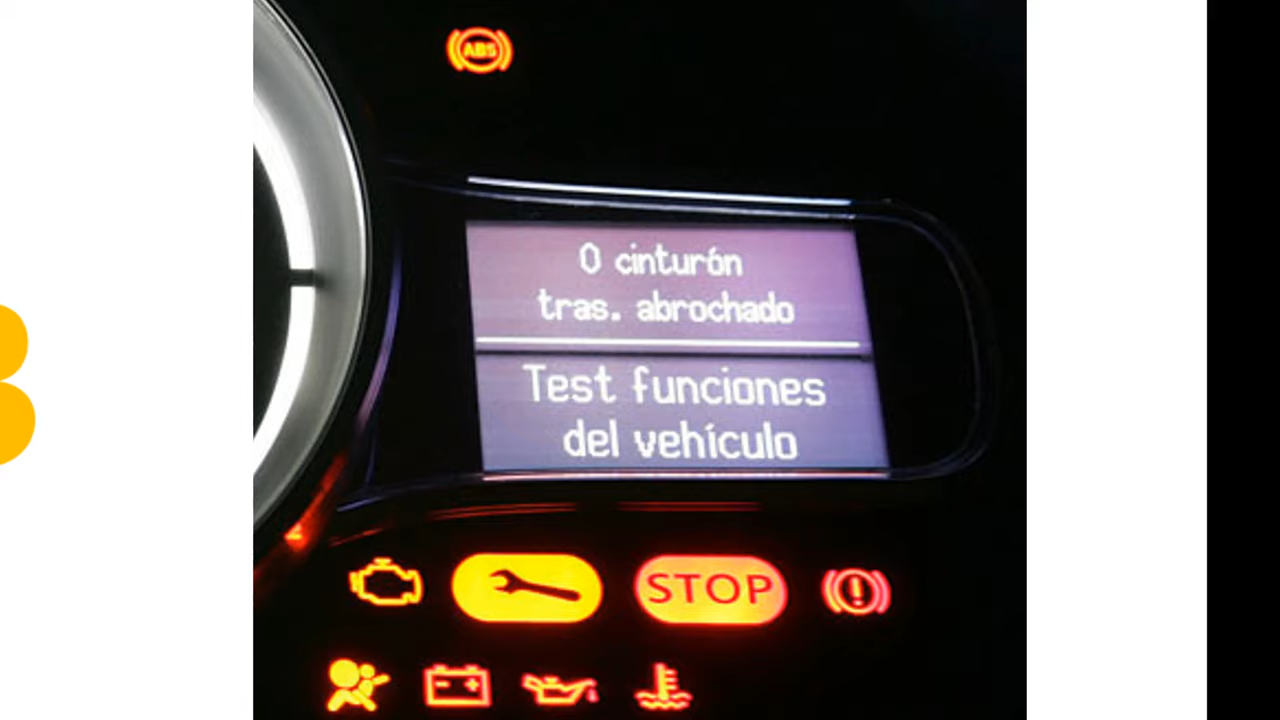 ABS
0 cinturón
tras. abrochado
Test funciones
del vehículo
STOP